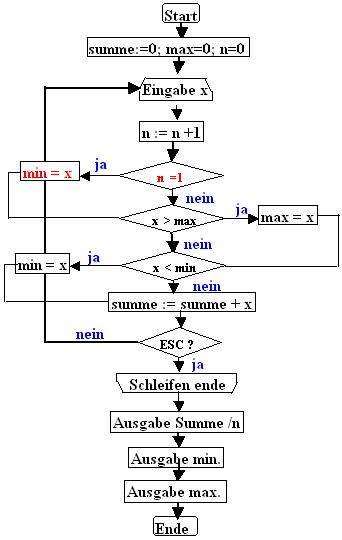 Start
summe:=0; max=0; n=0
Eingabe x
n := n +1
ja
min = x
n =1
nein
x > max
ja
max = x
nein
min = x
ja
x < min
nein
summe := summe + x
nein
ESC ?
ja
Schleifen ende
Ausgabe Summe /n
Ausgabe min.
Ausgabe max.
Ende